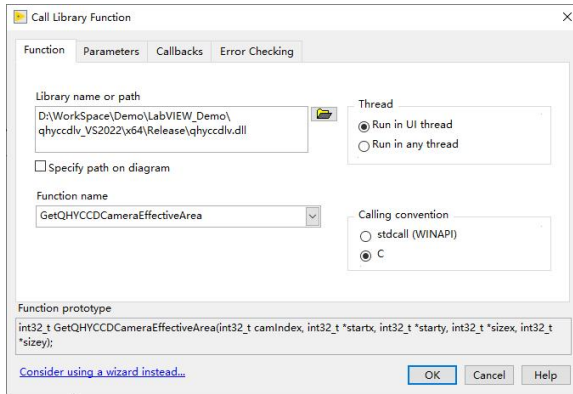 Call Library Function
Function
Parameters
Callbacks
Error Checking
Library name or path
D:\WorkSpace\Demo\LabVIEW_Demo\
qhyccdlv_VS2022\x64\Release\qhyccdlv.dll
Specify path on diagram
Function name
GetQHYCCDCameraEffectiveArea
Thread
Run in UI thread
Run in any thread
Calling convention
stdcall (WINAPI)
C
Function prototype
int32_t GetQHYCCDCameraEffectiveArea(int32_t camIndex, int32_t *startx, int32_t *starty, int32_t *sizex, int32_t
*sizey);
Consider using a wizard instead...
OK
Cancel
Help